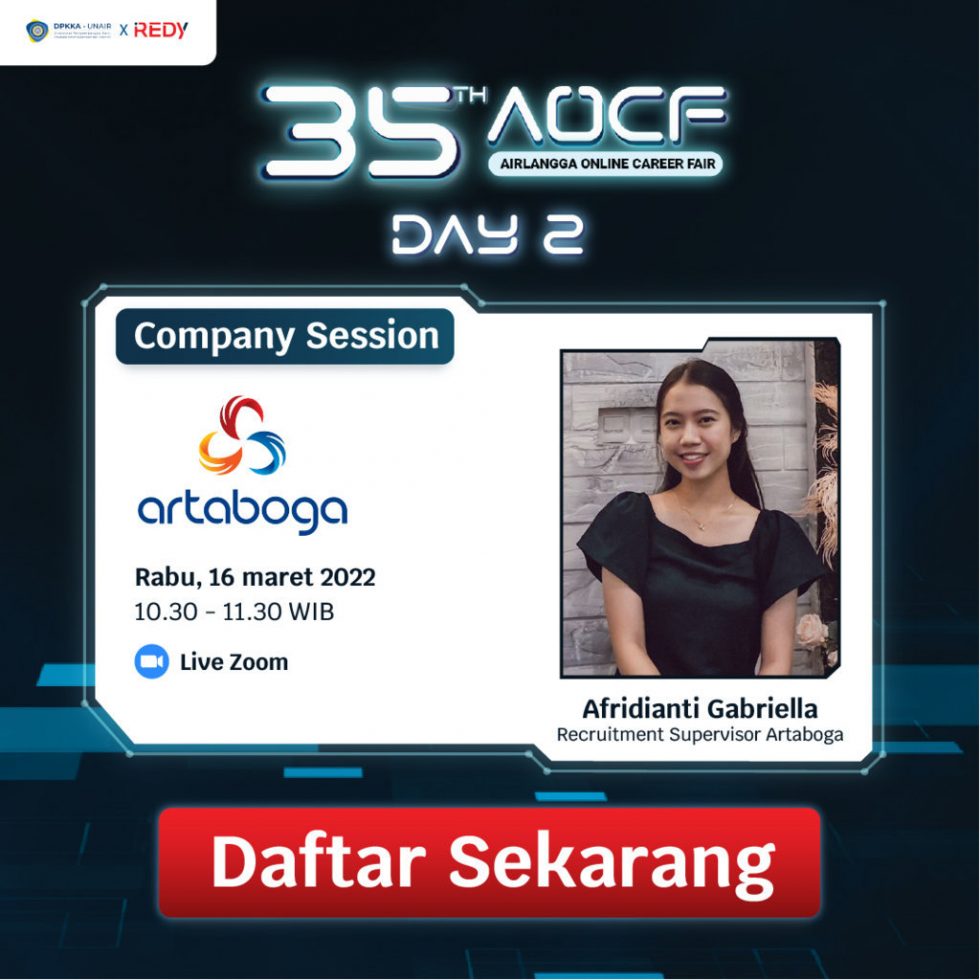 DPKKA - UNAIR X REDY
35TH AOCF
AIRLANGGA ONLINE CAREER FAIR
DAY 2
Company Session
artaboga
Rabu, 16 maret 2022
10.30 - 11.30 WIB
Live Zoom
Afridianti Gabriella
Recruitment Supervisor Artaboga
Daftar Sekarang